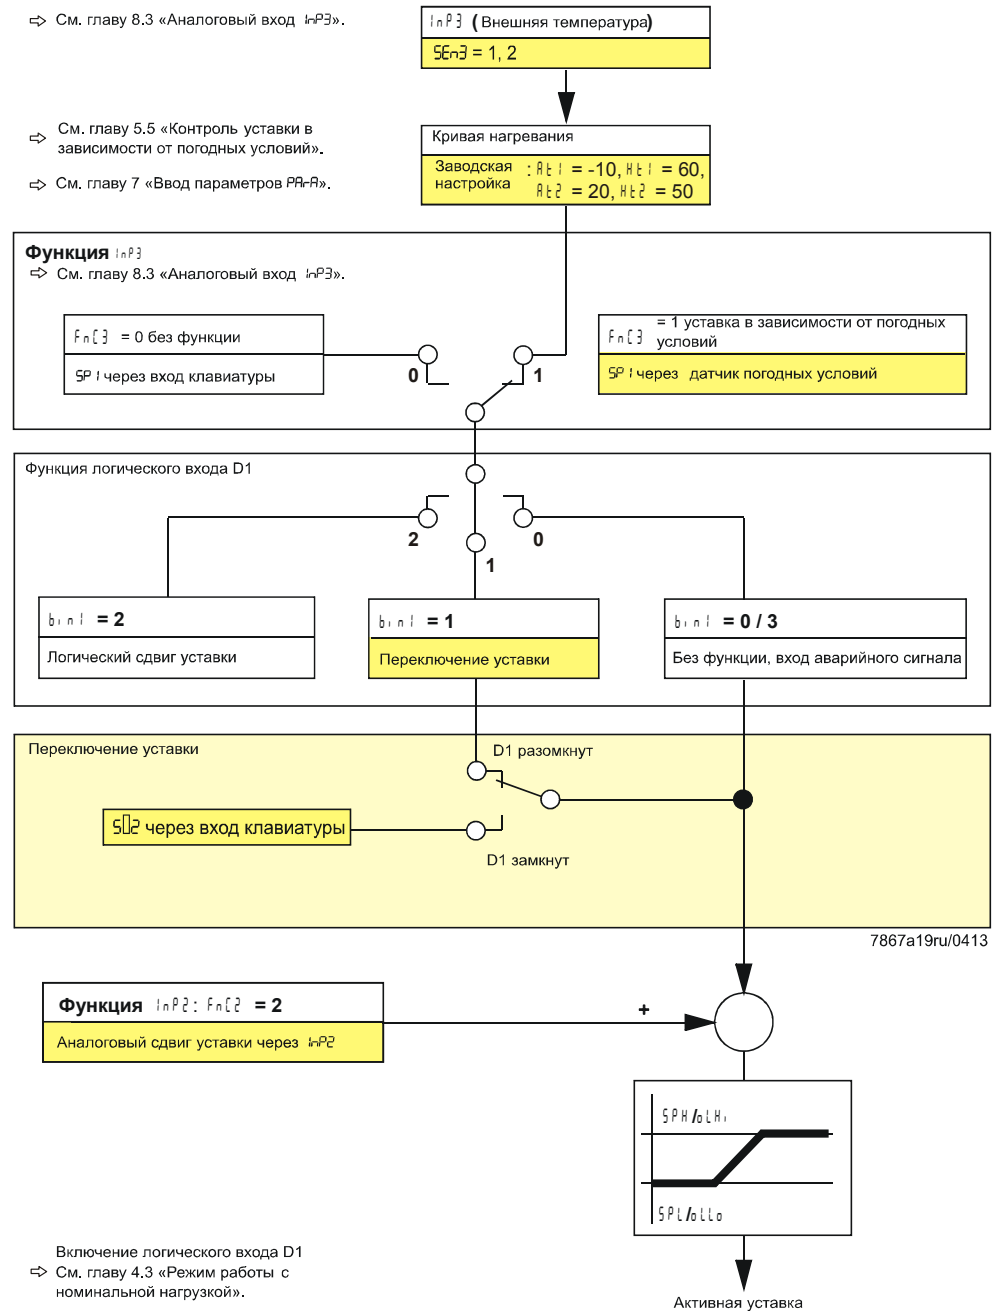 ⇨ См. главу 8.3 «Аналоговый вход InP3».
InP3 (Внешняя температура)
SEn3 = 1, 2
⇨ См. главу 5.5 «Контроль уставки в
зависимости от погодных условий».
⇨ См. главу 7 «Ввод параметров PArA».
Кривая нагревания
Заводская : At1 = -10, Ht1 = 60,
настройка At2 = 20, Ht2 = 50
Функция InP3
⇨ См. главу 8.3 «Аналоговый вход InP3».
FnC3 = 0 без функции
SP1 через вход клавиатуры
0
1
FnC3 = 1 уставка в зависимости от погодных
условий
SP1 через датчик погодных условий
Функция логического входа D1
2
0
1
bin1 = 2
Логический сдвиг уставки
bin1 = 1
Переключение уставки
bin1 = 0 / 3
Без функции, вход аварийного сигнала
Переключение уставки
D1 разомкнут
через вход клавиатуры
D1 замкнут
7867a19ru/0413
Функция InP2: FnC2 = 2
Аналоговый сдвиг уставки через InP2
+
SPH/oLHi
SPL/oLLo
Включение логического входа D1
⇨ См. главу 4.3 «Режим работы с
номинальной нагрузкой».
Активная уставка